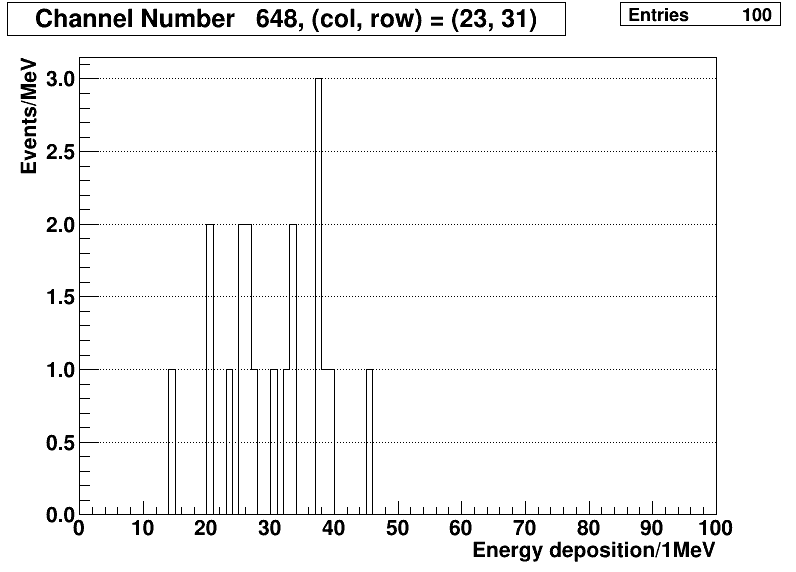 Channel Number 648, (col, row) = (23, 31)
Entries 100
Events/MeV
3.0
2.5
2.0
1.5
1.0
0.5
0.0
0 10 20 30 40 50 60 70 80 90 100
Energy deposition/1MeV